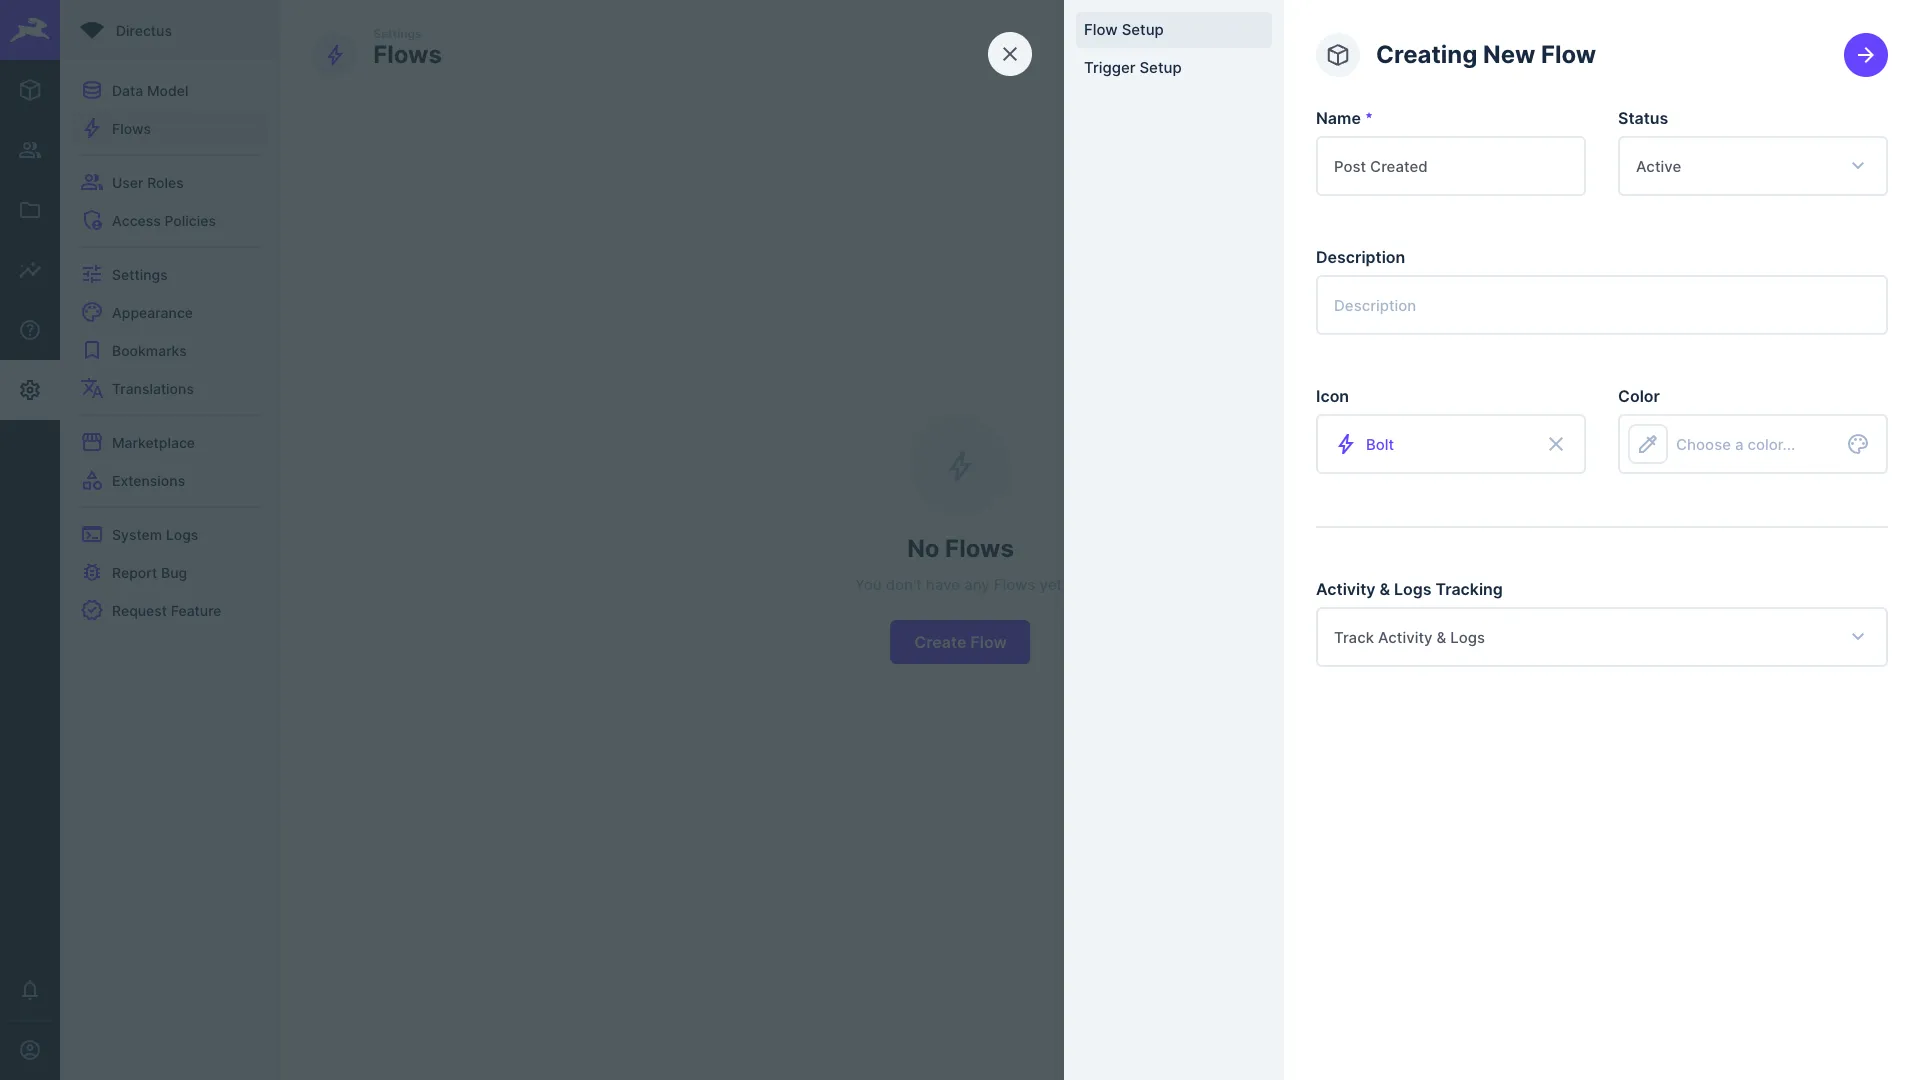 Directus
Data Model
Flows
User Roles
Access Policies
Settings
Appearance
Bookmarks
Translations
Marketplace
Extensions
System Logs
Report Bug
Request Feature
Settings
Flows
No Flows
You don't have any Flows yet
Create Flow
Flow Setup
Trigger Setup
Creating New Flow
Name *
Post Created
Status
Active
Description
Description
Icon
Bolt
Color
Choose a color...
Activity & Logs Tracking
Track Activity & Logs